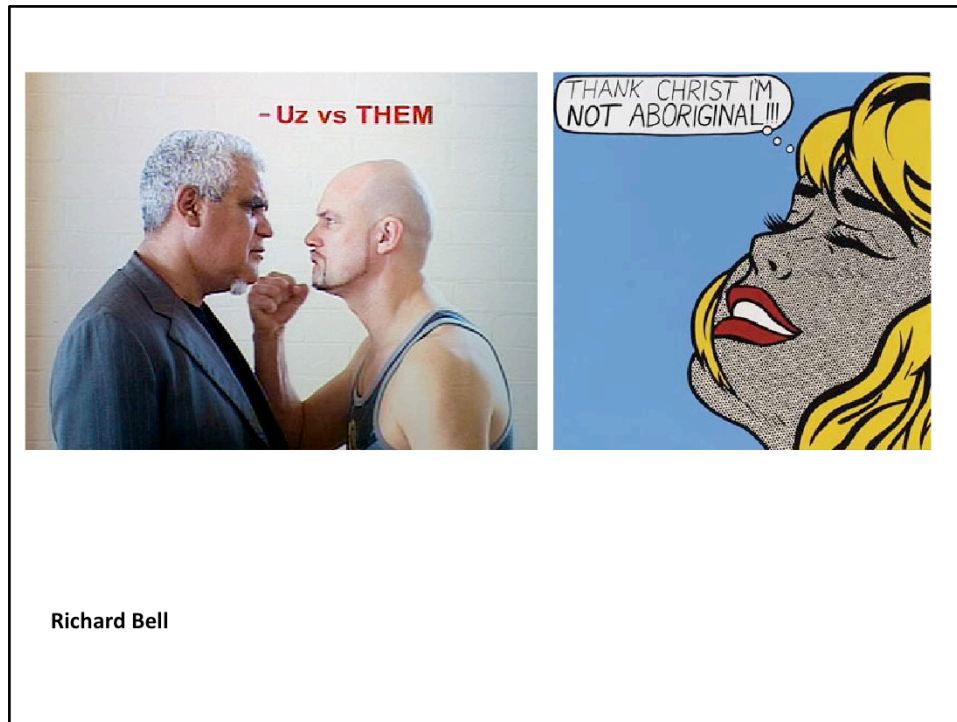 - Uz vs THEM
THANK CHRIST I'M
NOT ABORIGINAL!!!
Richard Bell